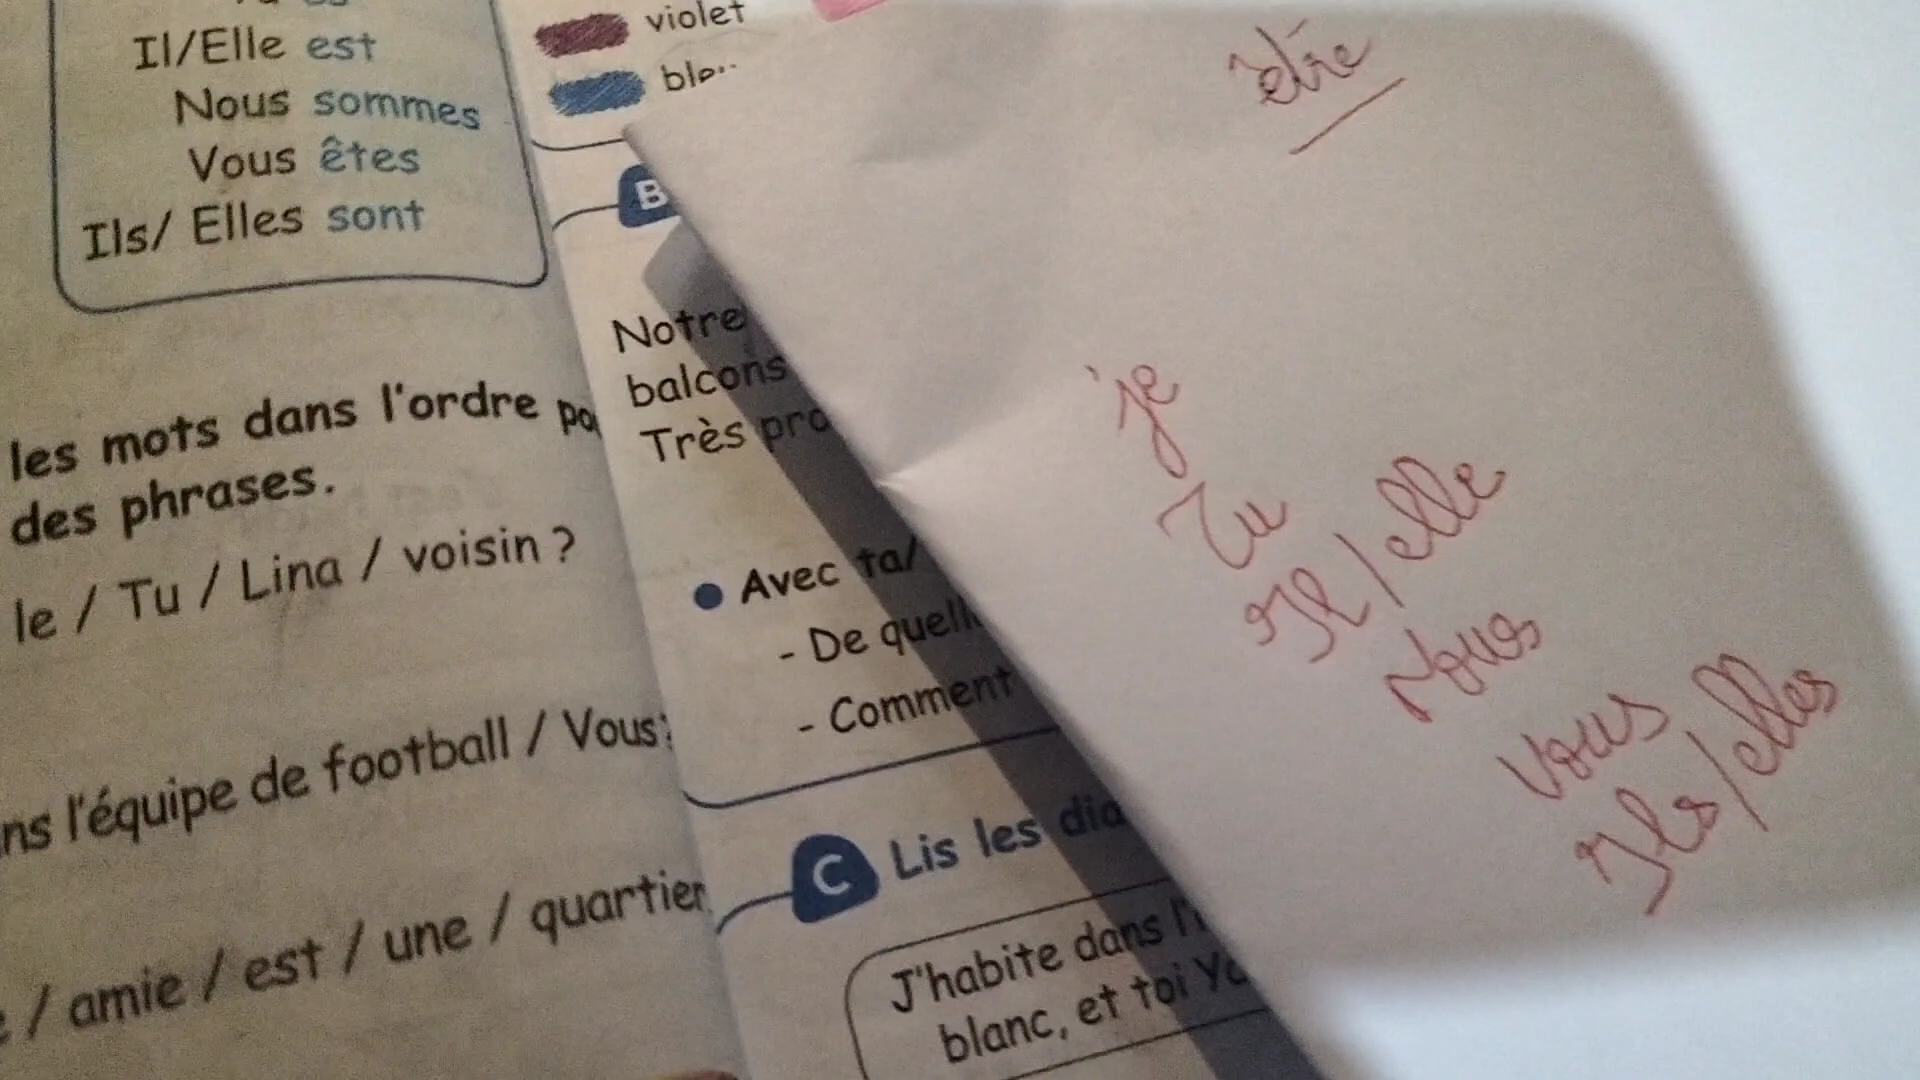 Il/Elle est
Nous sommes
Vous êtes
Ils/ Elles sont
les mots dans l'ordre
des phrases.
le / Tu / Lina / voisin ?
l'équipe de football / Vous
/ amie / est / une / quartier
violet
B
Notre
balcons
Très
Avec ta/
- De
- Comment
C Lis les
J'habite dans
blanc, et toi
être
je
Tu
Il/elle
Nous
Vous
Ils/elles